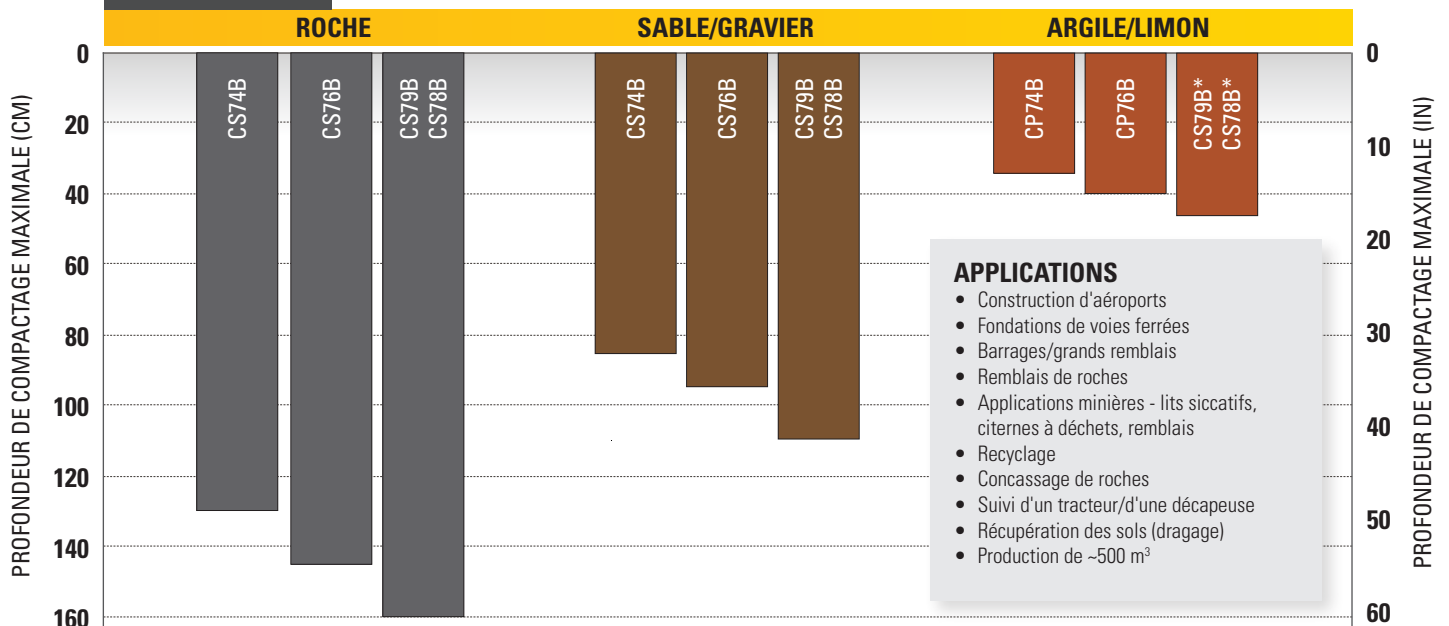 ROCHE
SABLE/GRAVIER
ARGILE/LIMON
PROFONDEUR DE COMPACTAGE MAXIMALE (CM)
0
20
40
60
80
100
120
140
160
CS74B
CS76B
CS79B
CS78B
CS74B
CS76B
CS79B
CS78B
CP74B
CP76B
CS79B*
CS78B*
APPLICATIONS
• Construction d'aéroports
• Fondations de voies ferrées
• Barrages/grands remblais
• Remblais de roches
• Applications minières - lits siccatifs,
citernes à déchets, remblais
• Recyclage
• Concassage de roches
• Suivi d'un tracteur/d'une décapeuse
• Récupération des sols (dragage)
• Production de ~500 m³
0
10
20
30
40
50
60
PROFONDEUR DE COMPACTAGE MAXIMALE (IN)